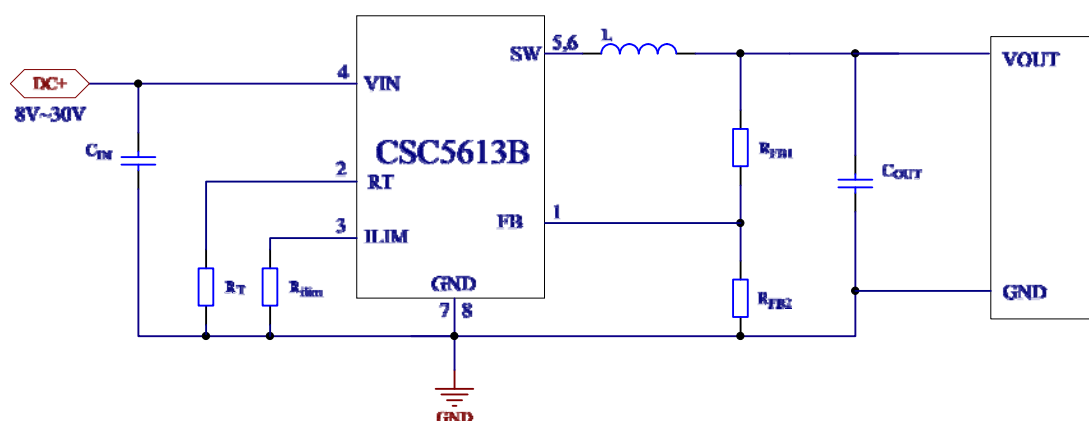 L
SW
5,6
VOUT
DC+
4
VIN
8V~30V
CIN
CSC5613B
RFB1
2
RT
COUT
FB
1
3
ILIM
GND
RT
Rilim
7
8
RFB2
GND
GND